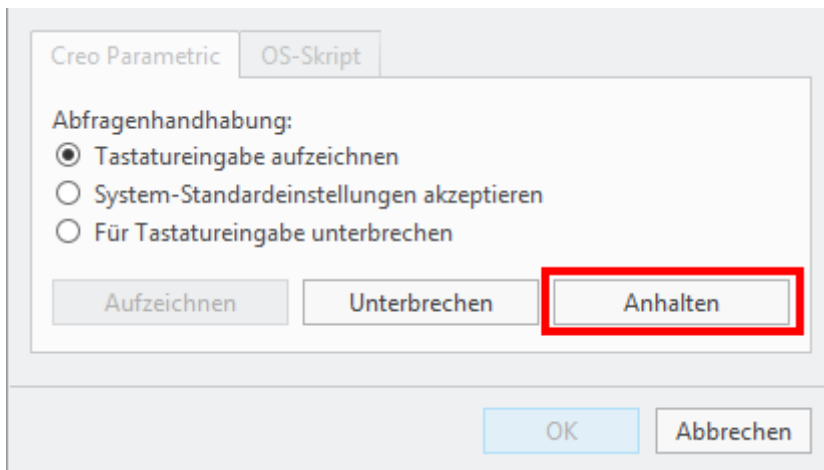 Creo Parametric OS-Skript
Abfragenhandhabung:
Tastatureingabe aufzeichnen
System-Standardeinstellungen akzeptieren
Für Tastatureingabe unterbrechen
Aufzeichnen Unterbrechen Anhalten
OK Abbrechen